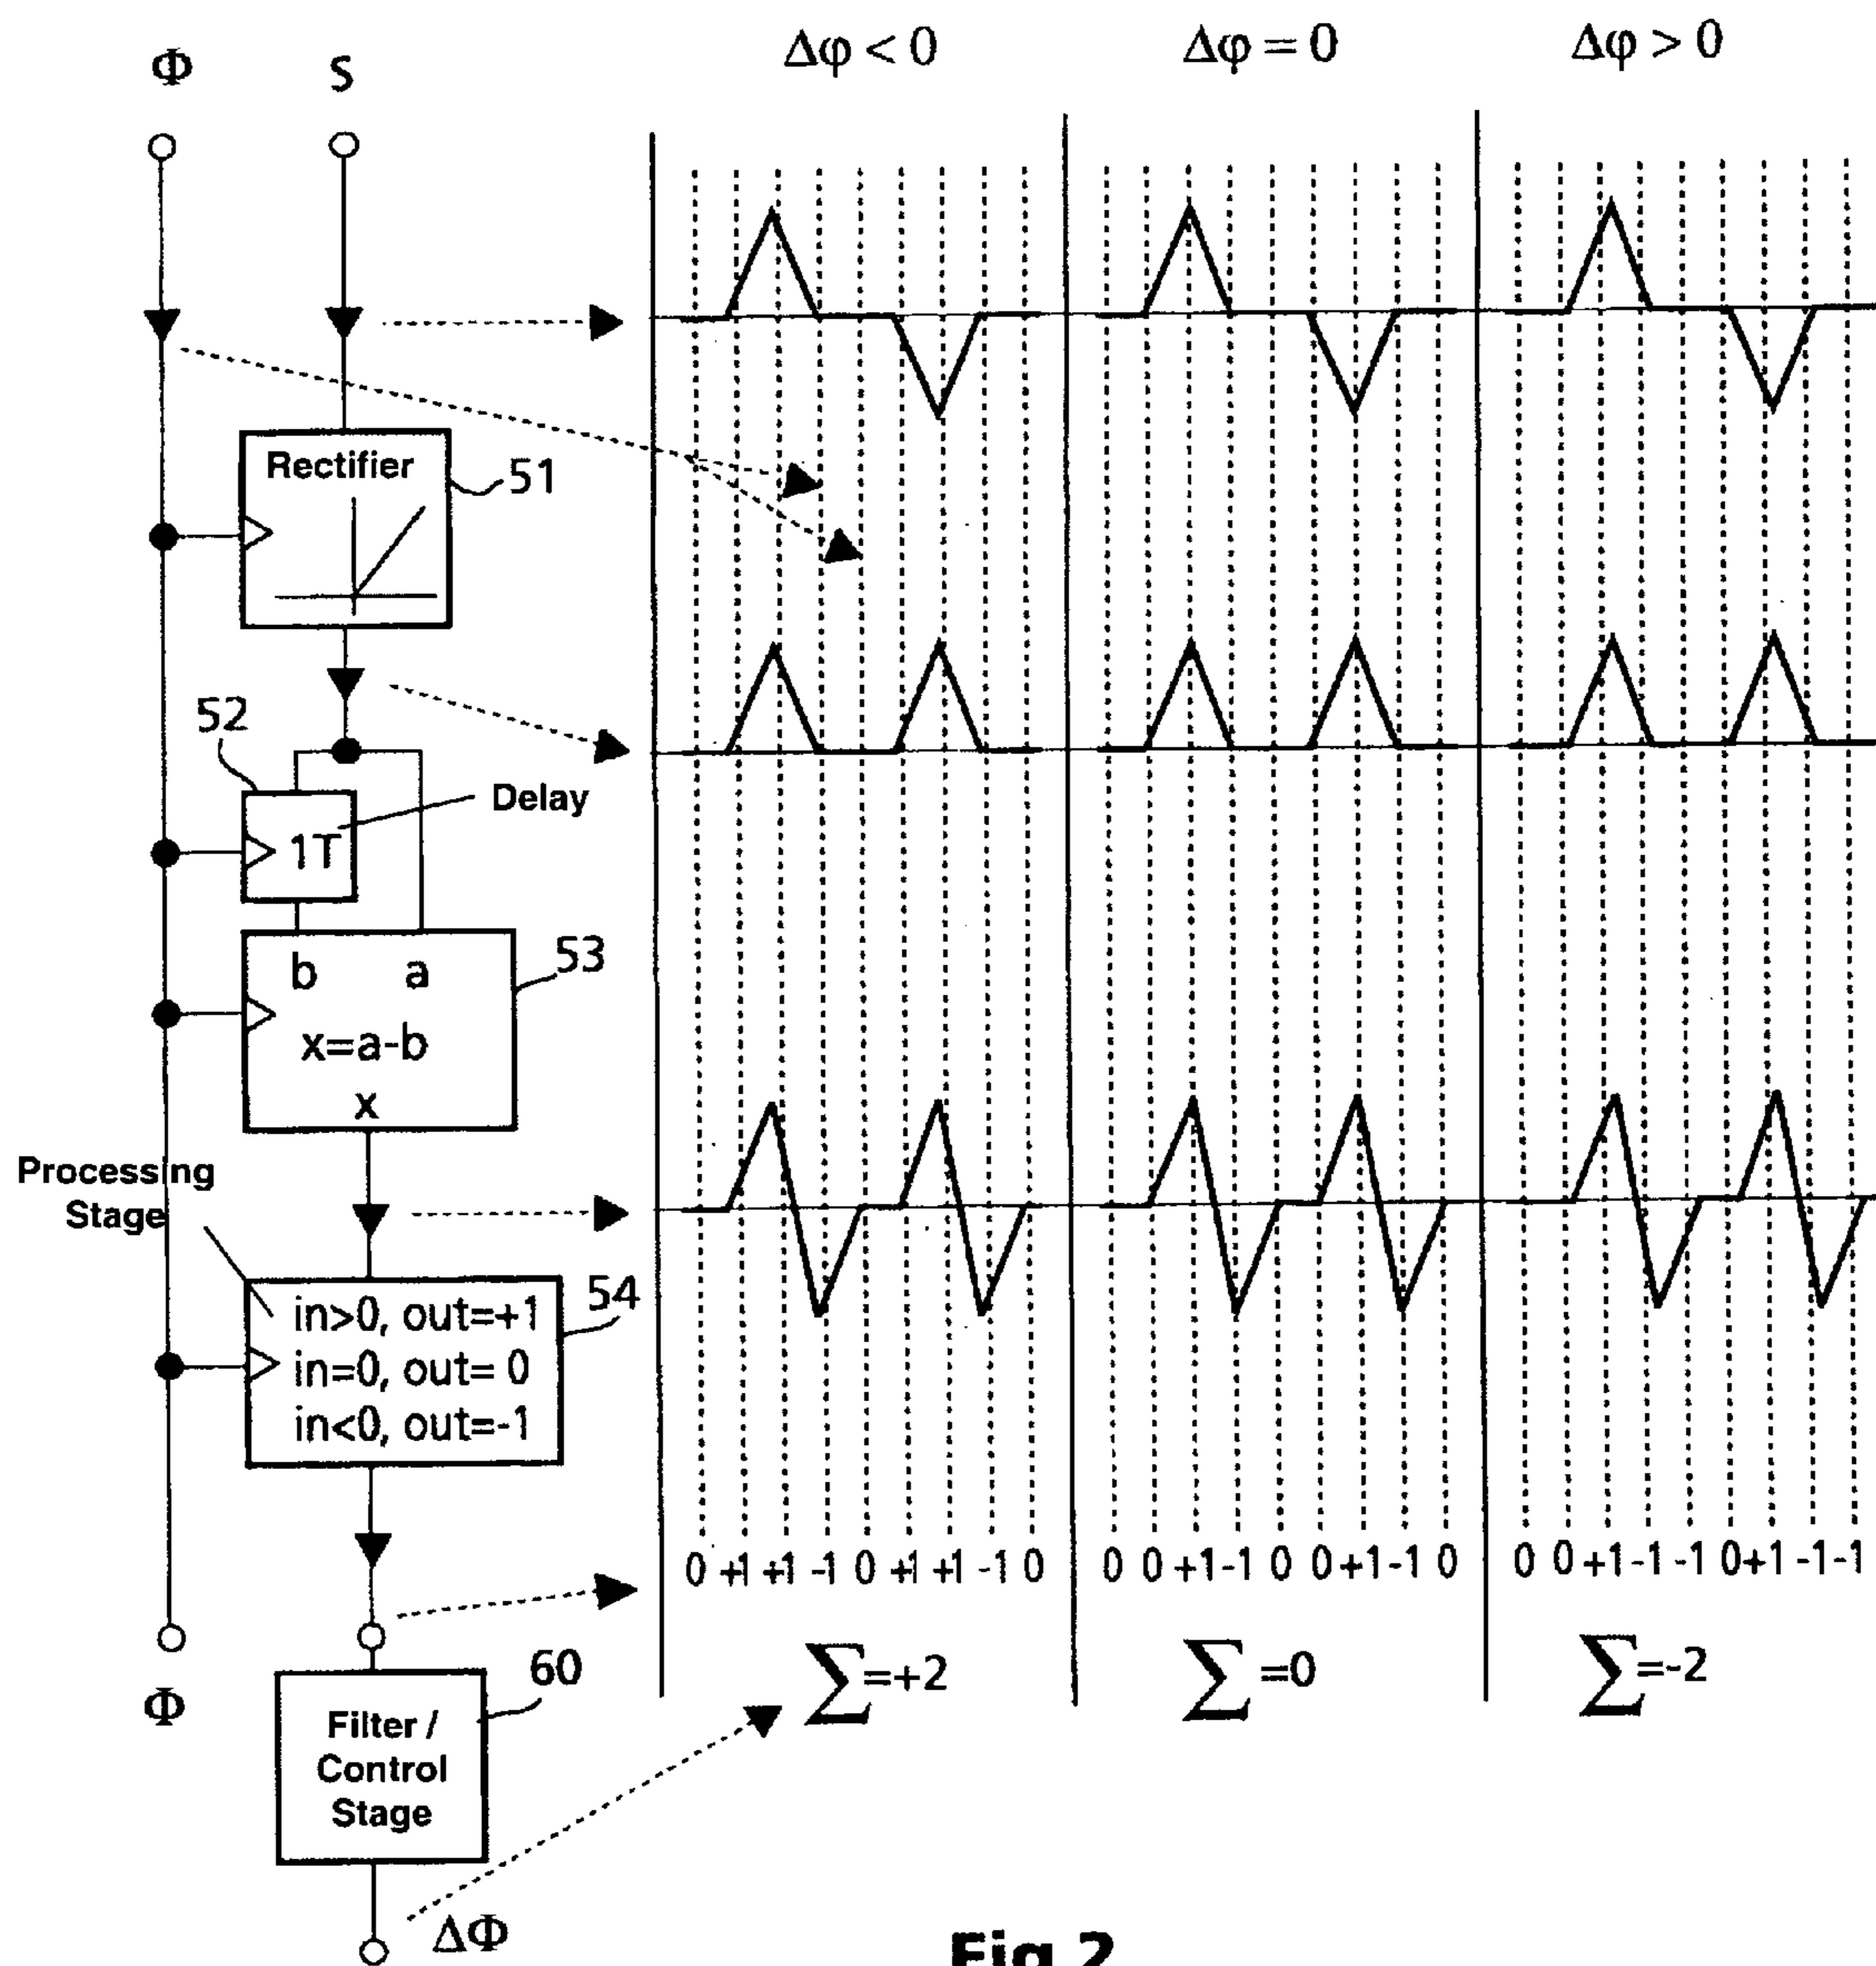 Φ
S
Δφ < 0
Δφ = 0
Δφ > 0
Rectifier
51
52
Delay
1T
b a
53
x=a-b
x
Processing
Stage
54
in>0, out=+1
in=0, out= 0
in<0, out=-1
0 +1 +1 -1 0 +1 +1 -1 0
0 0 +1 -1 0 0 +1 -1 0
0 0 +1 -1 -1 0 +1 -1 -1
∑=+2
∑=0
∑=-2
Φ
60
Filter /
Control
Stage
ΔΦ
Fig 2